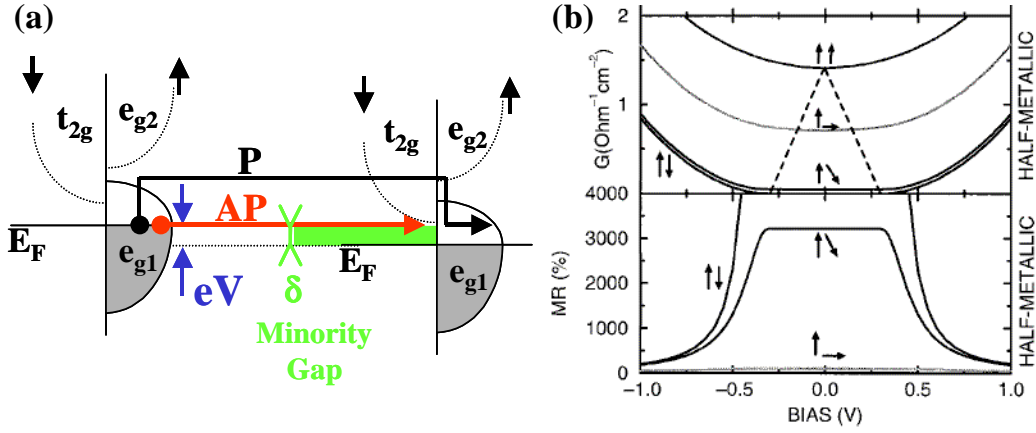 (a)
t2g
eg2
P
t2g
eg2
AP
EF
eg1
eV
δ
EF
eg1
Minority
Gap
(b)
2
1
G(Ohm⁻¹cm⁻²)
HALF-METALLIC
4000
3000
2000
1000
0
MR (%)
HALF-METALLIC
−1.0
−0.5
0.0
0.5
1.0
BIAS (V)